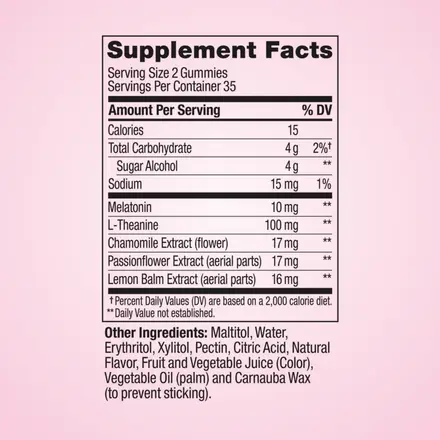 Supplement Facts
Serving Size 2 Gummies
Servings Per Container 35
Amount Per Serving % DV
Calories 15
Total Carbohydrate 4 g 2%†
Sugar Alcohol 4 g **
Sodium 15 mg 1%
Melatonin 10 mg **
L-Theanine 100 mg **
Chamomile Extract (flower) 17 mg **
Passionflower Extract (aerial parts) 17 mg **
Lemon Balm Extract (aerial parts) 16 mg **
† Percent Daily Values (DV) are based on a 2,000 calorie diet.
** Daily Value not established.
Other Ingredients: Maltitol, Water,
Erythritol, Xylitol, Pectin, Citric Acid, Natural
Flavor, Fruit and Vegetable Juice (Color),
Vegetable Oil (palm) and Carnauba Wax
(to prevent sticking).